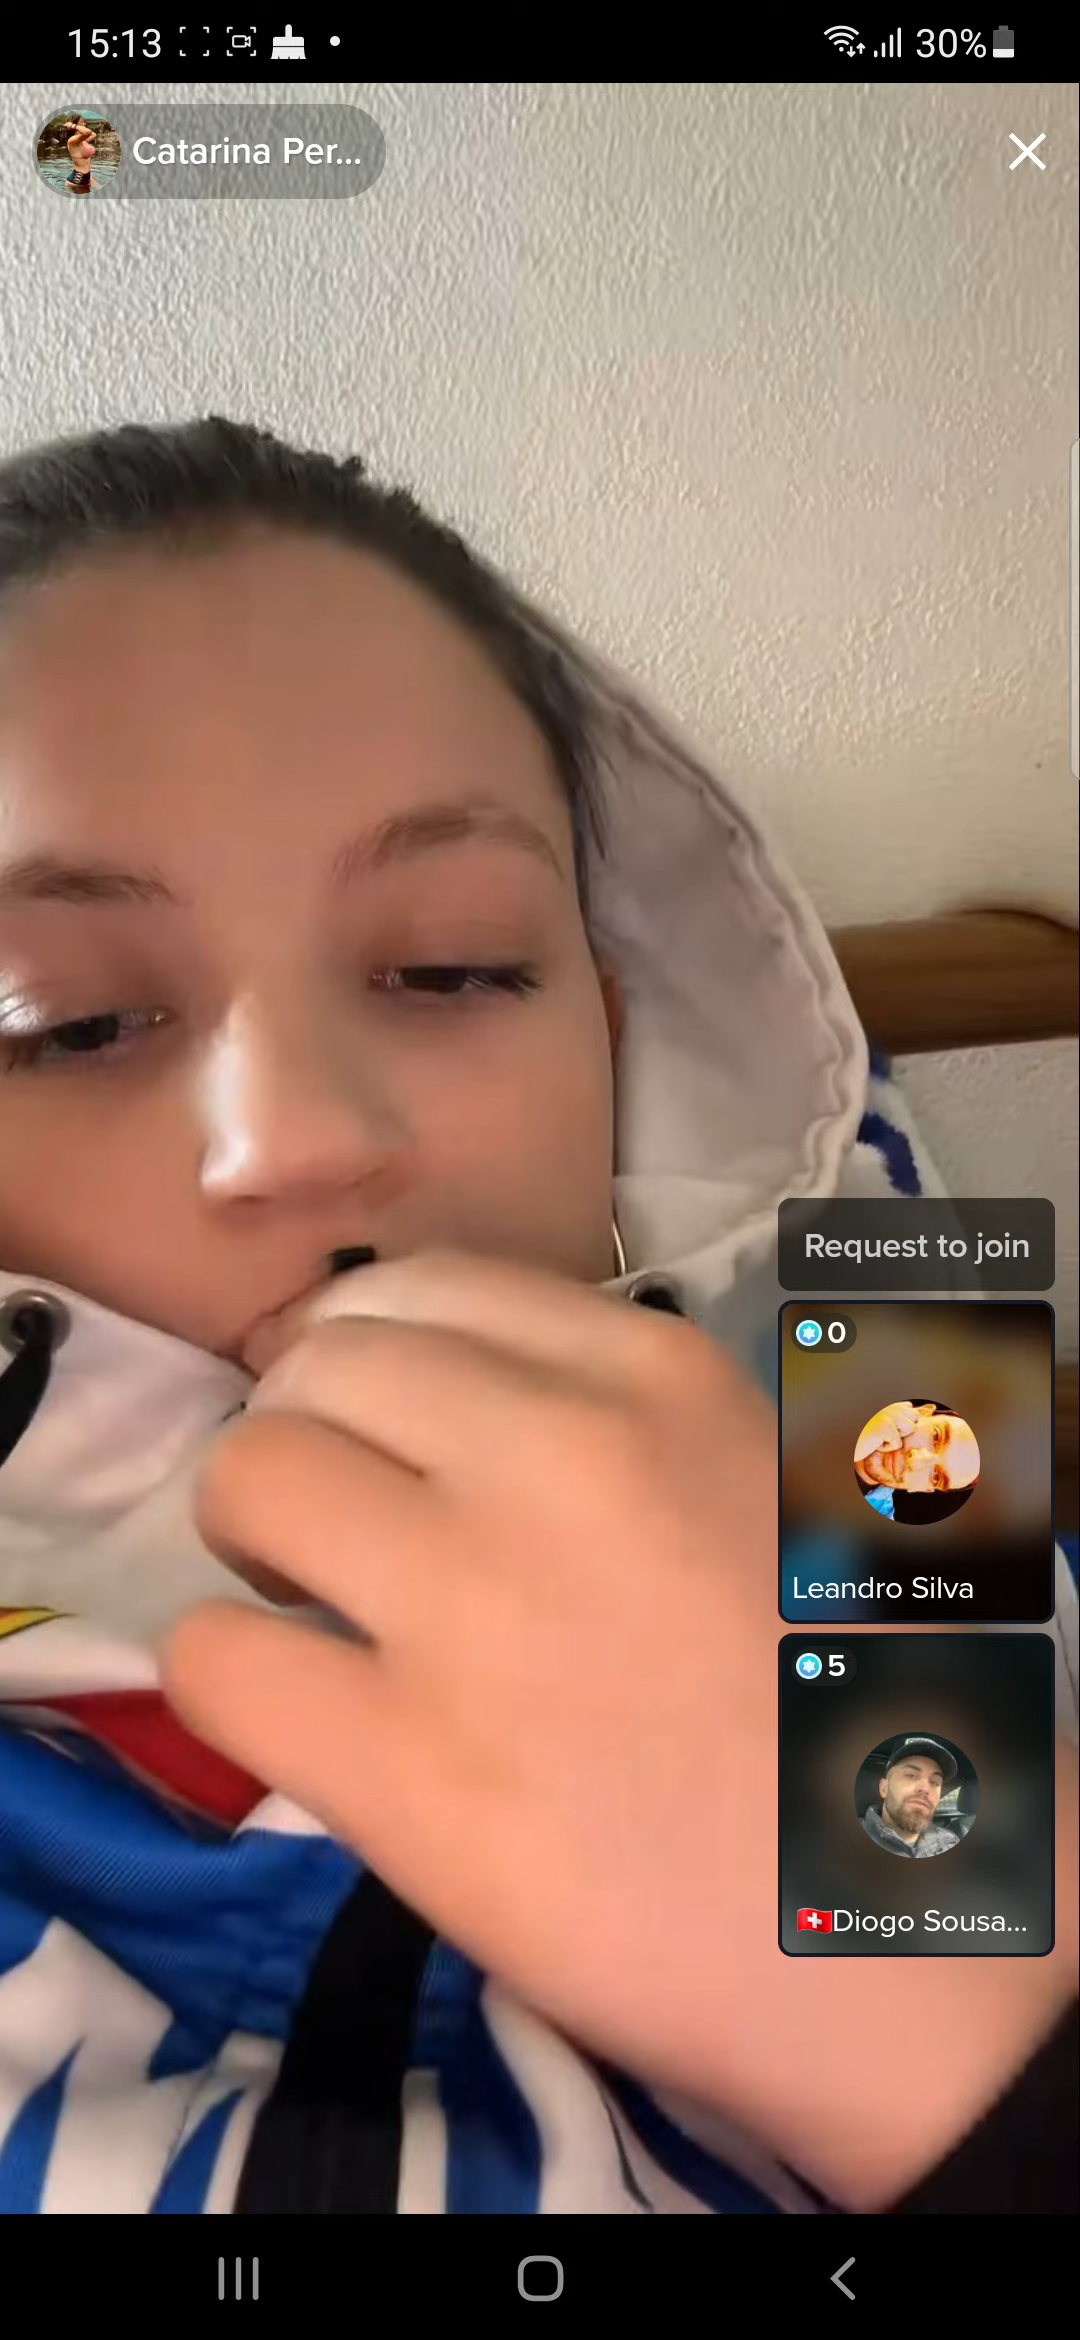 15:13
30%
Catarina Per...
Request to join
0
Leandro Silva
5
🇨🇭Diogo Sousa...